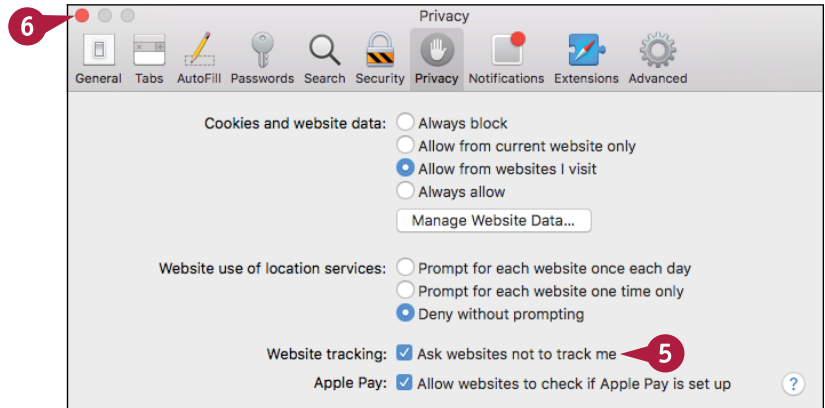 6
Privacy
General Tabs AutoFill Passwords Search Security Privacy Notifications Extensions Advanced
Cookies and website data: Always block
Allow from current website only
Allow from websites I visit
Always allow
Manage Website Data...
Website use of location services: Prompt for each website once each day
Prompt for each website one time only
Deny without prompting
Website tracking: Ask websites not to track me 5
Apple Pay: Allow websites to check if Apple Pay is set up ?